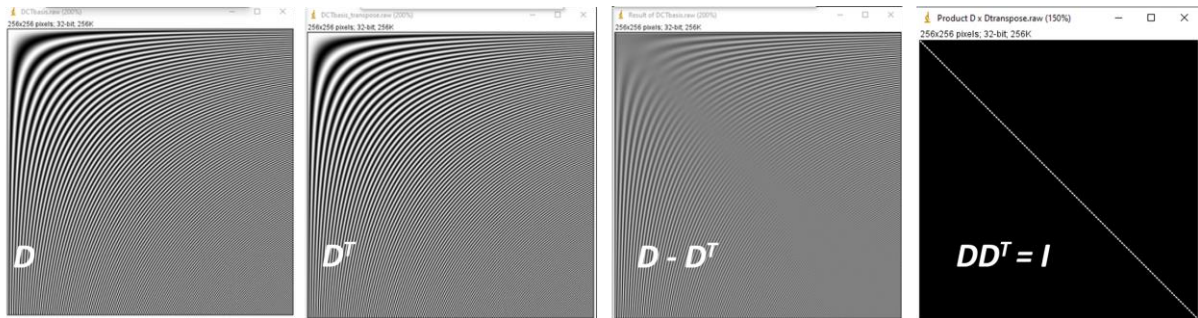 DCTbasis.raw (200%)
256x256 pixels; 32-bit; 256K
D
DCTbasis_transpose.raw (200%)
256x256 pixels; 32-bit; 256K
Dᵀ
Result of DCTbasis.raw (200%)
256x256 pixels; 32-bit; 256K
D - Dᵀ
Product D x Dtranspose.raw (150%)
256x256 pixels; 32-bit; 256K
DDᵀ = I